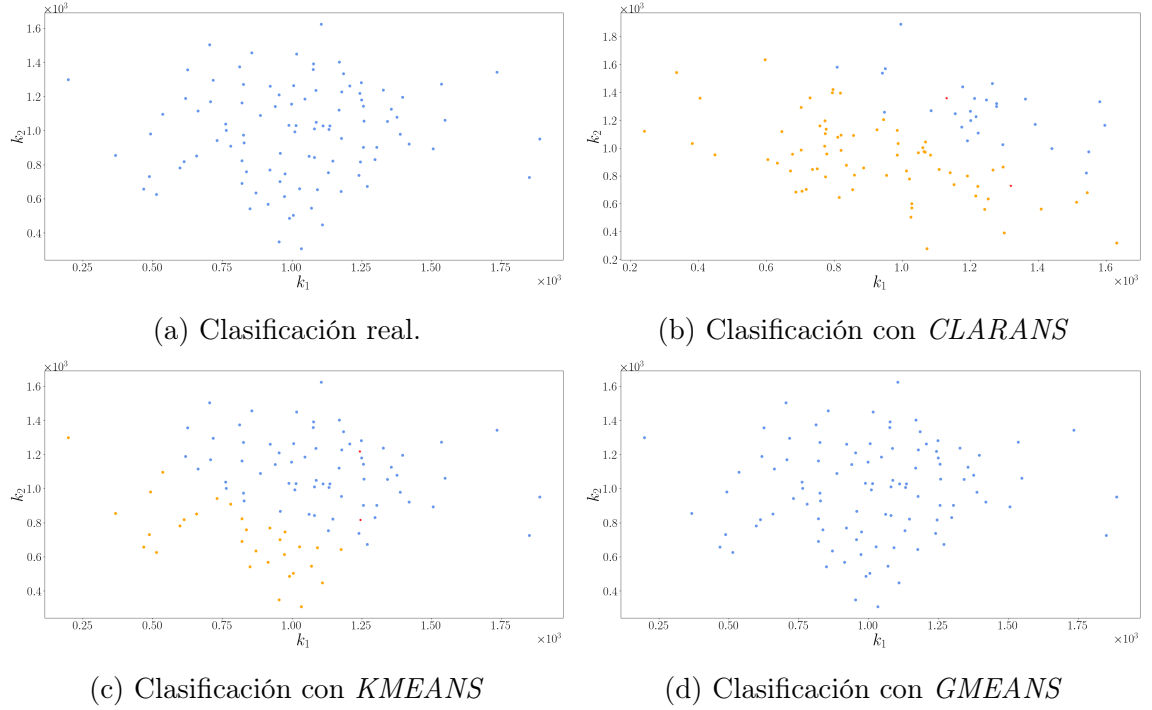 ×10³
1.6
1.4
1.2
1.0
0.8
0.6
0.4
k₂
0.25 0.50 0.75 1.00 1.25 1.50 1.75
k₁
×10³
(a) Clasificación real.
×10³
1.8
1.6
1.4
1.2
1.0
0.8
0.6
0.4
0.2
k₂
0.2 0.4 0.6 0.8 1.0 1.2 1.4 1.6
k₁
×10³
(b) Clasificación con CLARANS
×10³
1.6
1.4
1.2
1.0
0.8
0.6
0.4
k₂
0.25 0.50 0.75 1.00 1.25 1.50 1.75
k₁
×10³
(c) Clasificación con KMEANS
×10³
1.6
1.4
1.2
1.0
0.8
0.6
0.4
k₂
0.25 0.50 0.75 1.00 1.25 1.50 1.75
k₁
×10³
(d) Clasificación con GMEANS